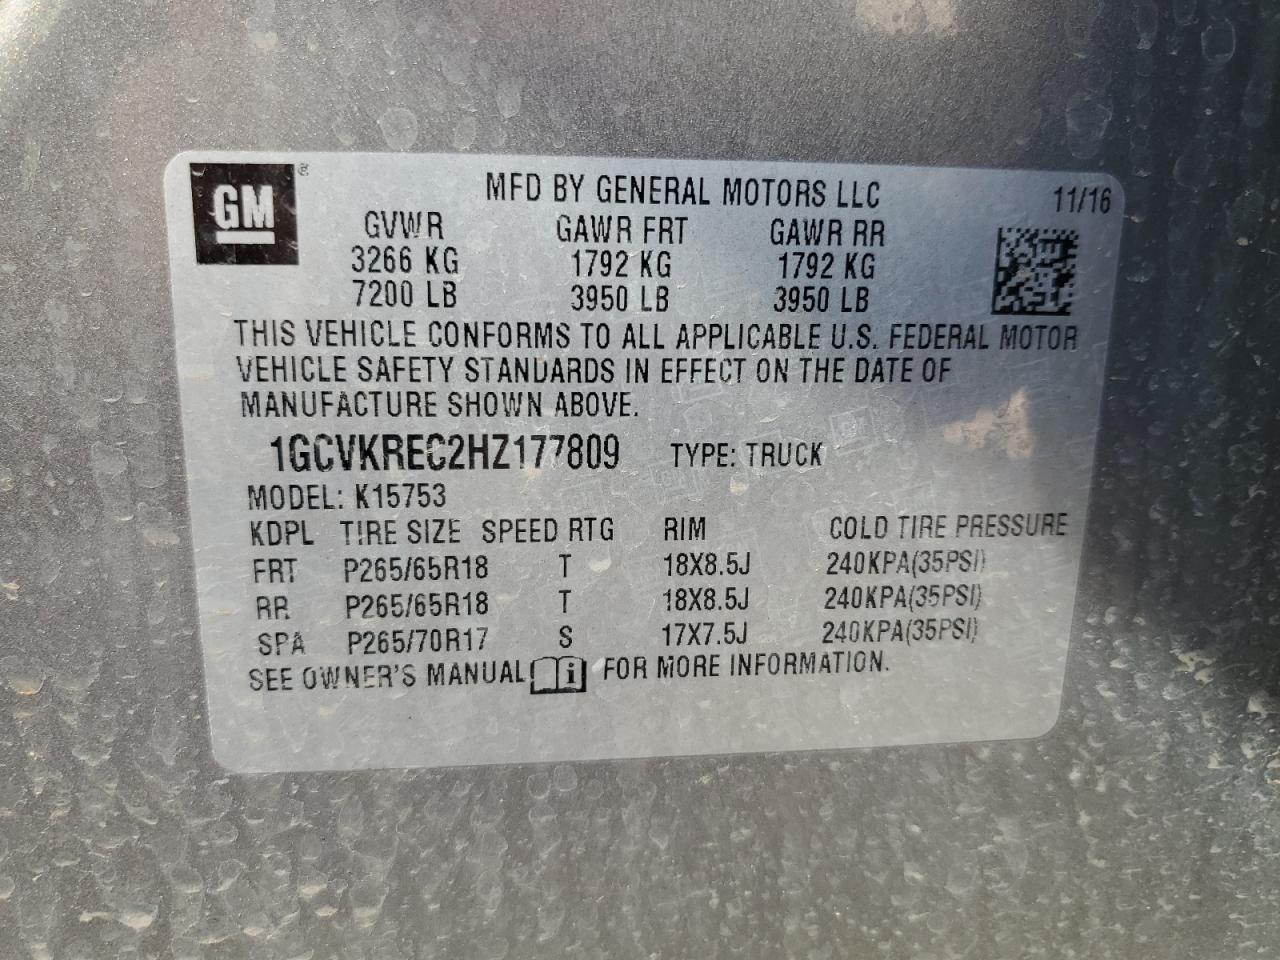 GM ®
MFD BY GENERAL MOTORS LLC 11/16
GVWR GAWR FRT GAWR RR
3266 KG 1792 KG 1792 KG
7200 LB 3950 LB 3950 LB
THIS VEHICLE CONFORMS TO ALL APPLICABLE U.S. FEDERAL MOTOR
VEHICLE SAFETY STANDARDS IN EFFECT ON THE DATE OF
MANUFACTURE SHOWN ABOVE.
1GCVKREC2HZ177809 TYPE: TRUCK
MODEL: K15753
KDPL TIRE SIZE SPEED RTG RIM COLD TIRE PRESSURE
FRT P265/65R18 T 18X8.5J 240KPA(35PSI)
RR P265/65R18 T 18X8.5J 240KPA(35PSI)
SPA P265/70R17 S 17X7.5J 240KPA(35PSI)
SEE OWNER'S MANUAL FOR MORE INFORMATION.